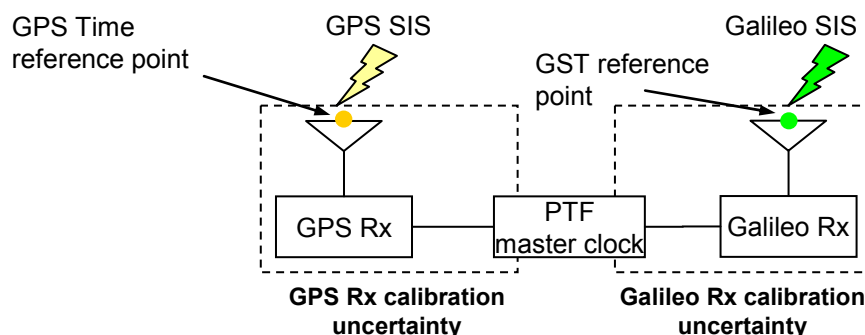 GPS Time
reference point
GPS SIS
Galileo SIS
GST reference
point
GPS Rx
PTF
master clock
Galileo Rx
GPS Rx calibration
uncertainty
Galileo Rx calibration
uncertainty